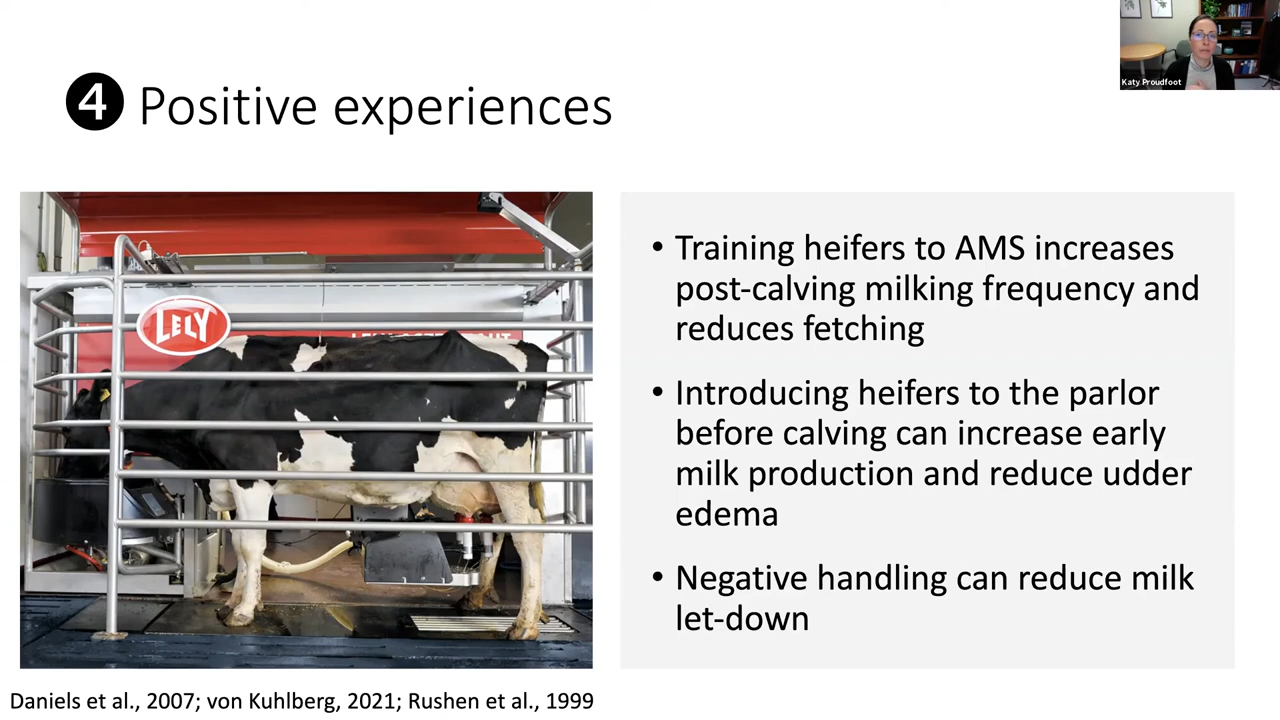 Katy Proudfoot
4 Positive experiences
LELY
• Training heifers to AMS increases
post-calving milking frequency and
reduces fetching
• Introducing heifers to the parlor
before calving can increase early
milk production and reduce udder
edema
• Negative handling can reduce milk
let-down
Daniels et al., 2007; von Kuhlberg, 2021; Rushen et al., 1999